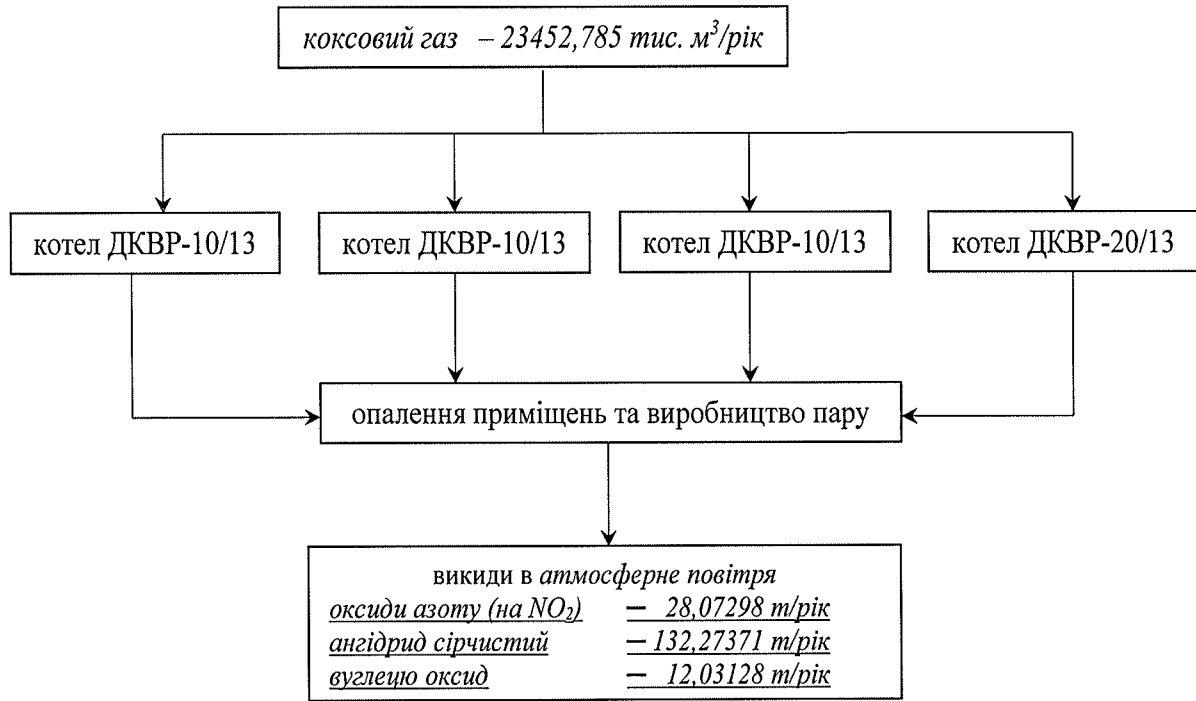 коксовий газ – 23452,785 тис. м³/рік
котел ДКВР-10/13
котел ДКВР-10/13
котел ДКВР-10/13
котел ДКВР-20/13
опалення приміщень та виробництво пару
викиди в атмосферне повітря
оксиди азоту (на NO₂) – 28,07298 т/рік
ангідрид сірчистий – 132,27371 т/рік
вуглецю оксид – 12,03128 т/рік